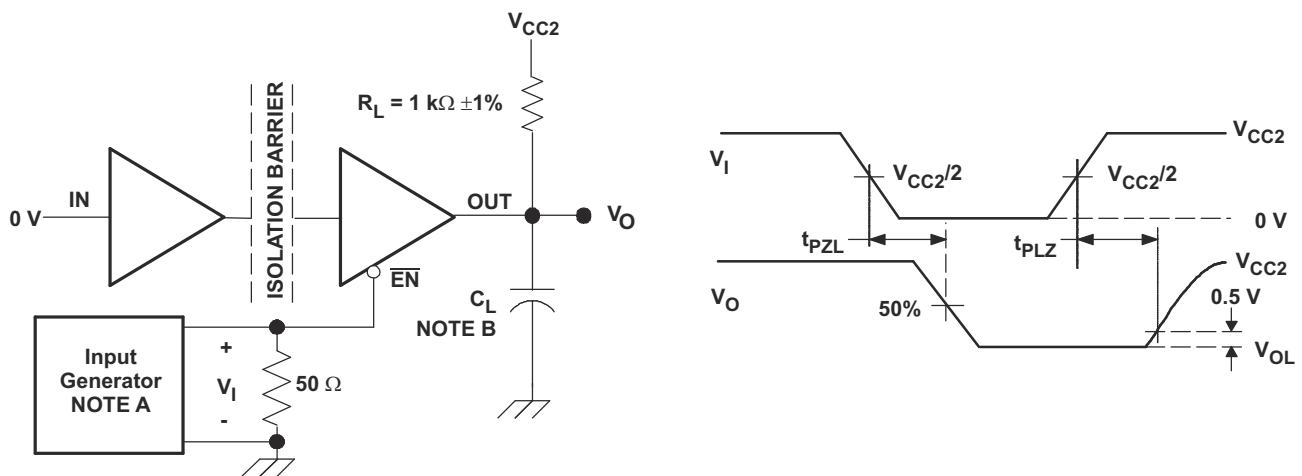 V_CC2
R_L = 1 kΩ ±1%
ISOLATION BARRIER
IN
0 V
OUT
V_O
EN̅
C_L
NOTE B
Input
Generator
NOTE A
+
V_I
-
50 Ω
V_I
V_CC2
V_CC2/2
V_CC2/2
0 V
t_PZL
t_PLZ
V_CC2
V_O
0.5 V
50%
V_OL